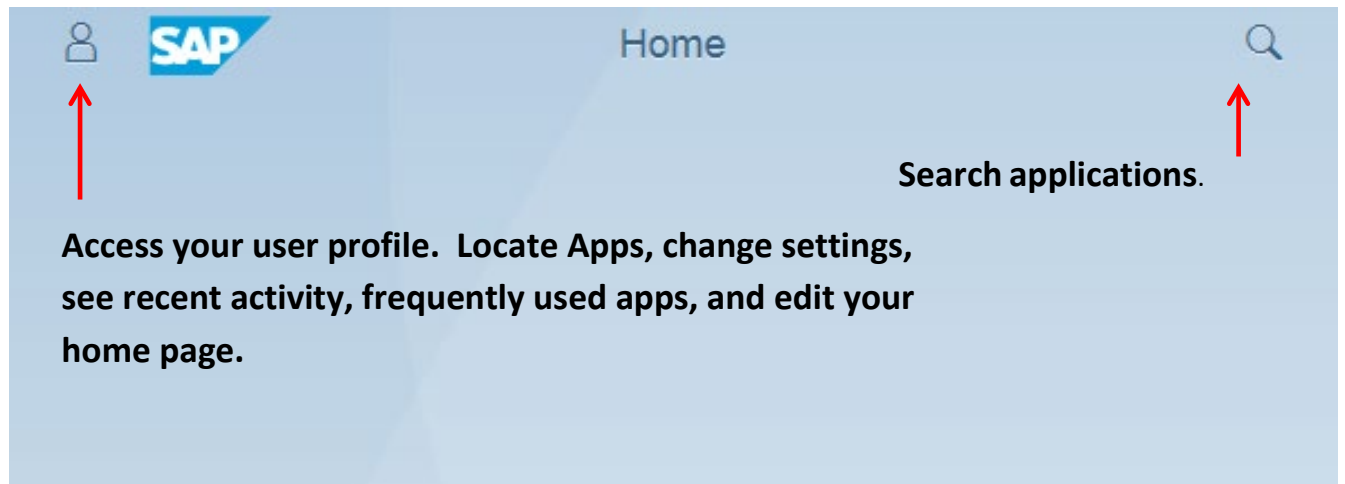 SAP Home
Search applications.
Access your user profile.  Locate Apps, change settings,
see recent activity, frequently used apps, and edit your
home page.